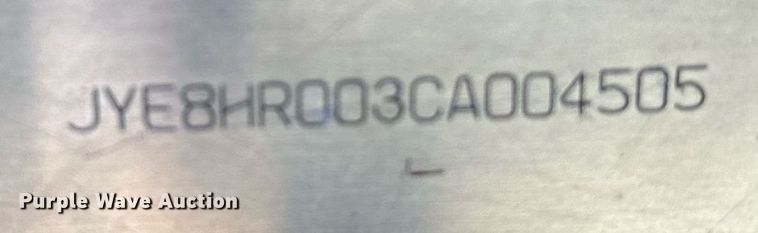 JYE8HR003CA004505
Purple Wave Auction